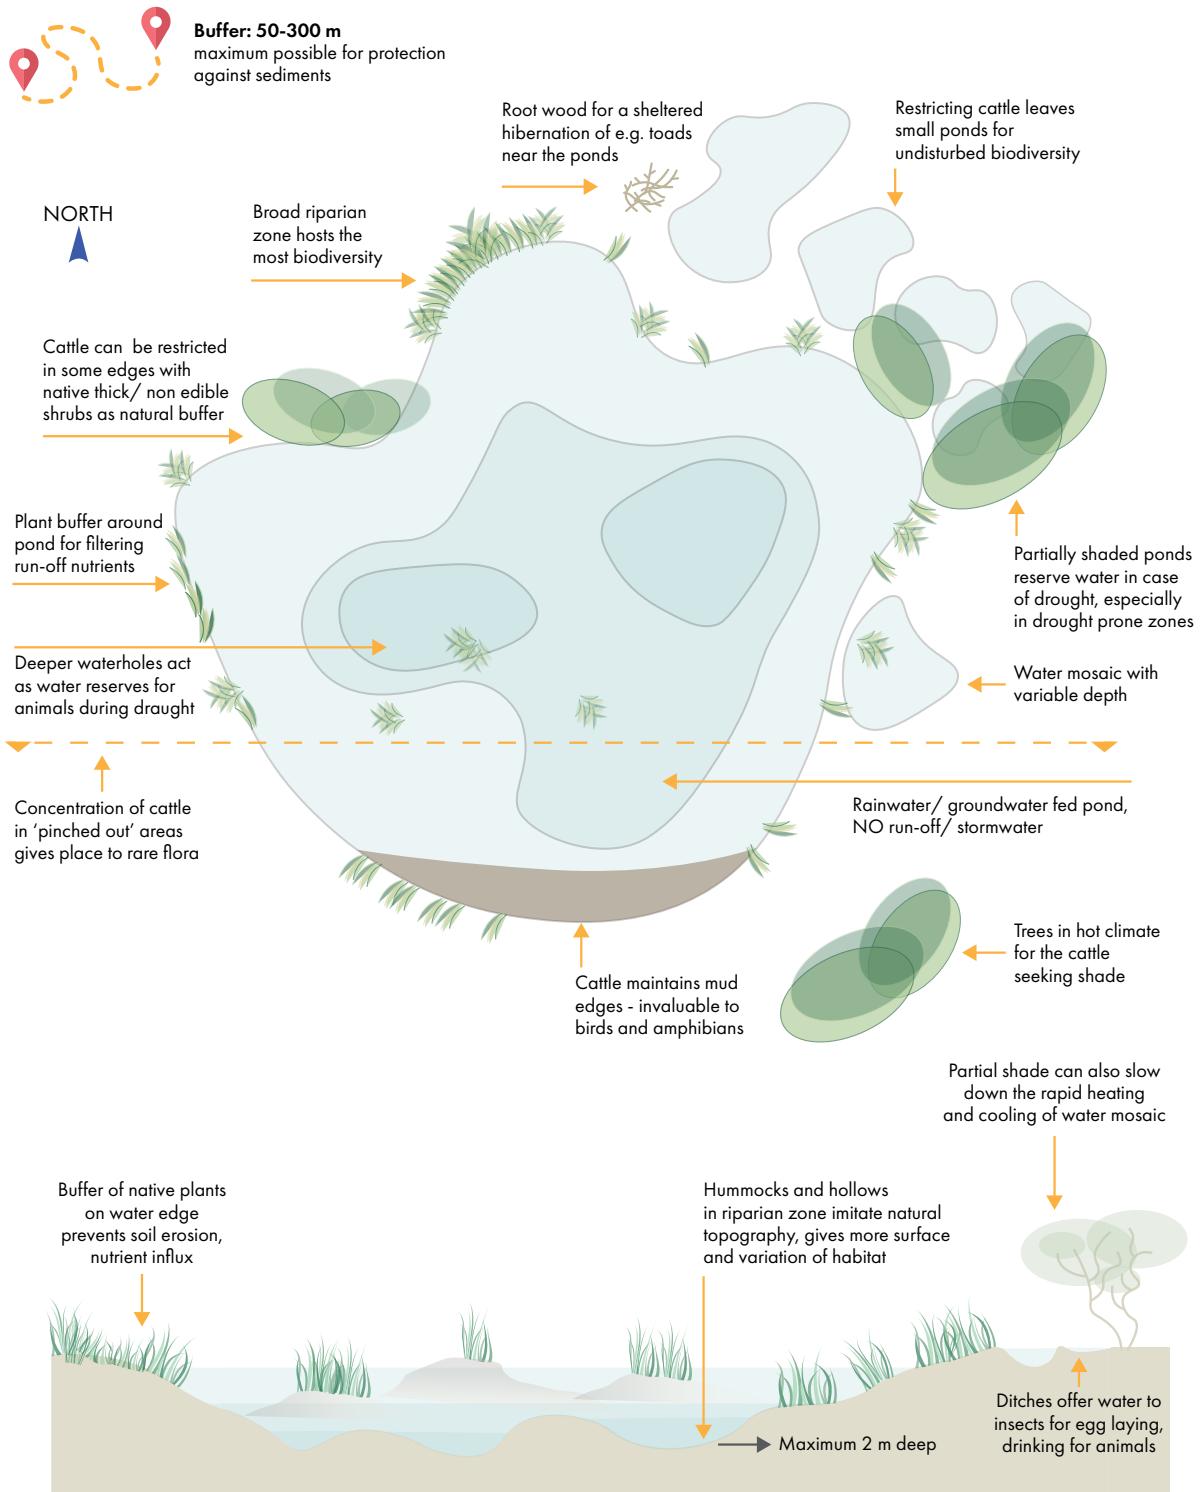 Buffer: 50-300 m
maximum possible for protection
against sediments
Root wood for a sheltered
hibernation of e.g. toads
near the ponds
Restricting cattle leaves
small ponds for
undisturbed biodiversity
NORTH
Broad riparian
zone hosts the
most biodiversity
Cattle can be restricted
in some edges with
native thick/ non edible
shrubs as natural buffer
Plant buffer around
pond for filtering
run-off nutrients
Partially shaded ponds
reserve water in case
of drought, especially
in drought prone zones
Deeper waterholes act
as water reserves for
animals during draught
Water mosaic with
variable depth
Concentration of cattle
in ‘pinched out’ areas
gives place to rare flora
Rainwater/ groundwater fed pond,
NO run-off/ stormwater
Trees in hot climate
for the cattle
seeking shade
Cattle maintains mud
edges - invaluable to
birds and amphibians
Partial shade can also slow
down the rapid heating
and cooling of water mosaic
Buffer of native plants
on water edge
prevents soil erosion,
nutrient influx
Hummocks and hollows
in riparian zone imitate natural
topography, gives more surface
and variation of habitat
Ditches offer water to
insects for egg laying,
drinking for animals
Maximum 2 m deep